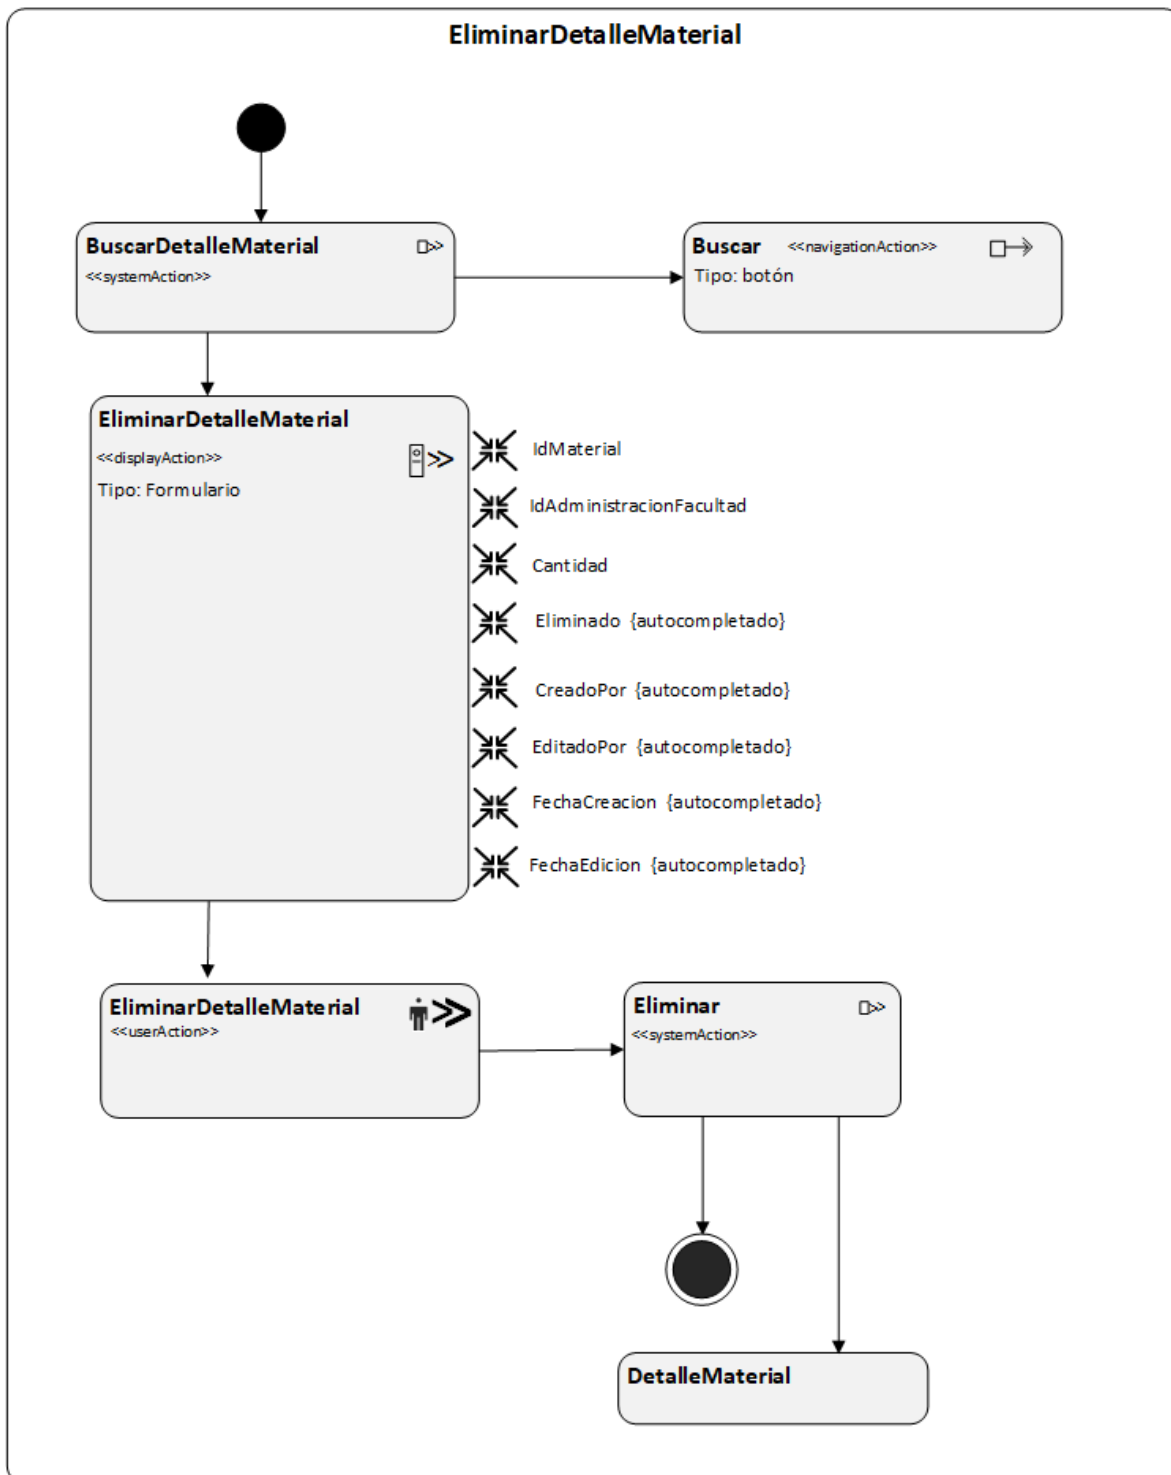 EliminarDetalleMaterial
BuscarDetalleMaterial
<<systemAction>>
Buscar <<navigationAction>>
Tipo: botón
EliminarDetalleMaterial
<<displayAction>>
Tipo: Formulario
IdMaterial
IdAdministracionFacultad
Cantidad
Eliminado {autocompletado}
CreadoPor {autocompletado}
EditadoPor {autocompletado}
FechaCreacion {autocompletado}
FechaEdicion {autocompletado}
EliminarDetalleMaterial
<<userAction>>
Eliminar
<<systemAction>>
DetalleMaterial